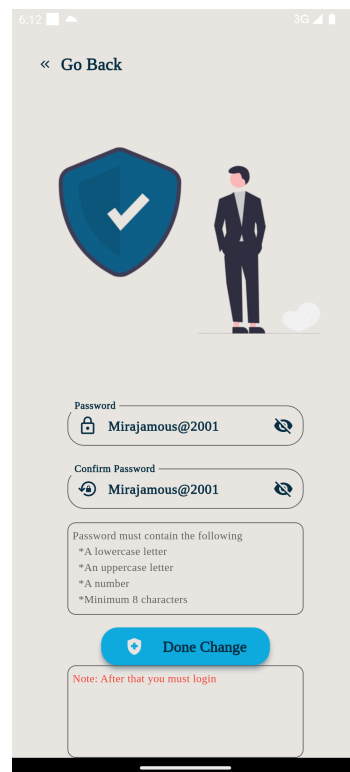 6:12
3G
Go Back
Password
Mirajamous@2001
Confirm Password
Mirajamous@2001
Password must contain the following
*A lowercase letter
*An uppercase letter
*A number
*Minimum 8 characters
Done Change
Note: After that you must login